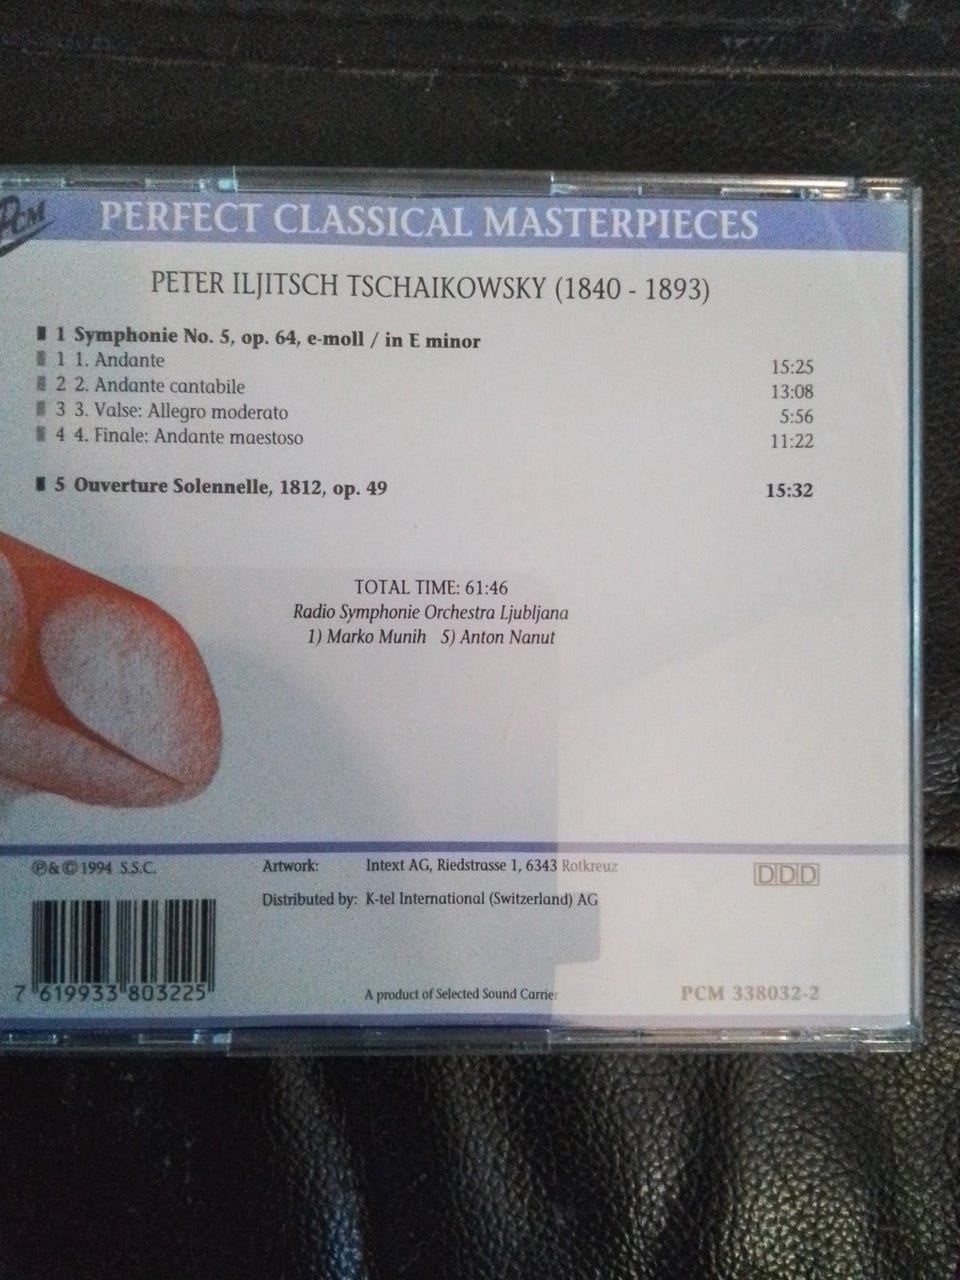 PCM
PERFECT CLASSICAL MASTERPIECES
PETER ILJITSCH TSCHAIKOWSKY (1840 - 1893)
1 Symphonie No. 5, op. 64, e-moll / in E minor
1 1. Andante 15:25
2 2. Andante cantabile 13:08
3 3. Valse: Allegro moderato 5:56
4 4. Finale: Andante maestoso 11:22
5 Ouverture Solennelle, 1812, op. 49 15:32
TOTAL TIME: 61:46
Radio Symphonie Orchestra Ljubljana
1) Marko Munih 5) Anton Nanut
℗&© 1994 S.S.C. Artwork: Intext AG, Riedstrasse 1, 6343 Rotkreuz DDD
Distributed by: K-tel International (Switzerland) AG
7 619933 803225 A product of Selected Sound Carrier PCM 338032-2